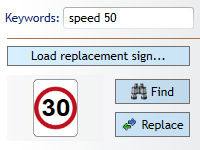 Keywords: speed 50
Load replacement sign...
30
Find
Replace